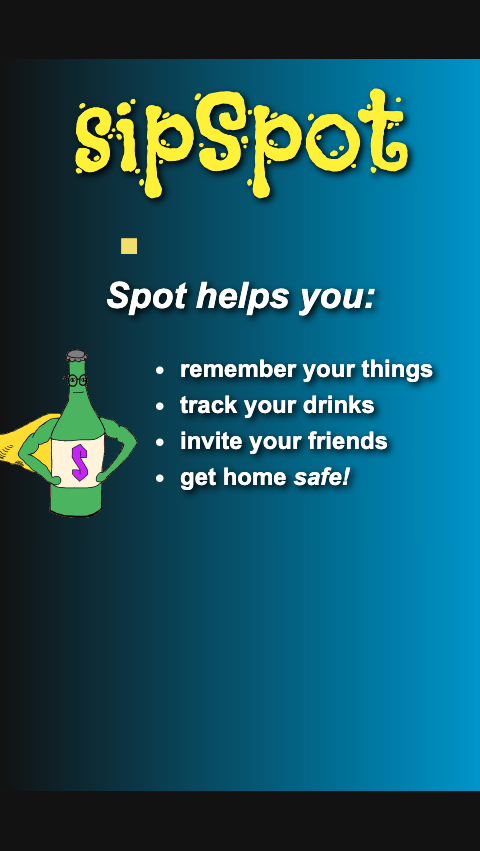 sipSpot
Spot helps you:
• remember your things
• track your drinks
• invite your friends
• get home safe!
S